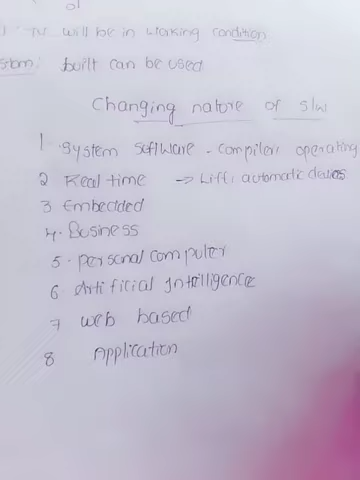 of
TV will be in working condition
built can be used
Changing nature of s/w
1 System Software - compiler, operating
2 Real time → Lift, automatic doors
3 Embedded
4. Business
5. personal computer
6 Artificial Intelligence
7 web based
8 Application